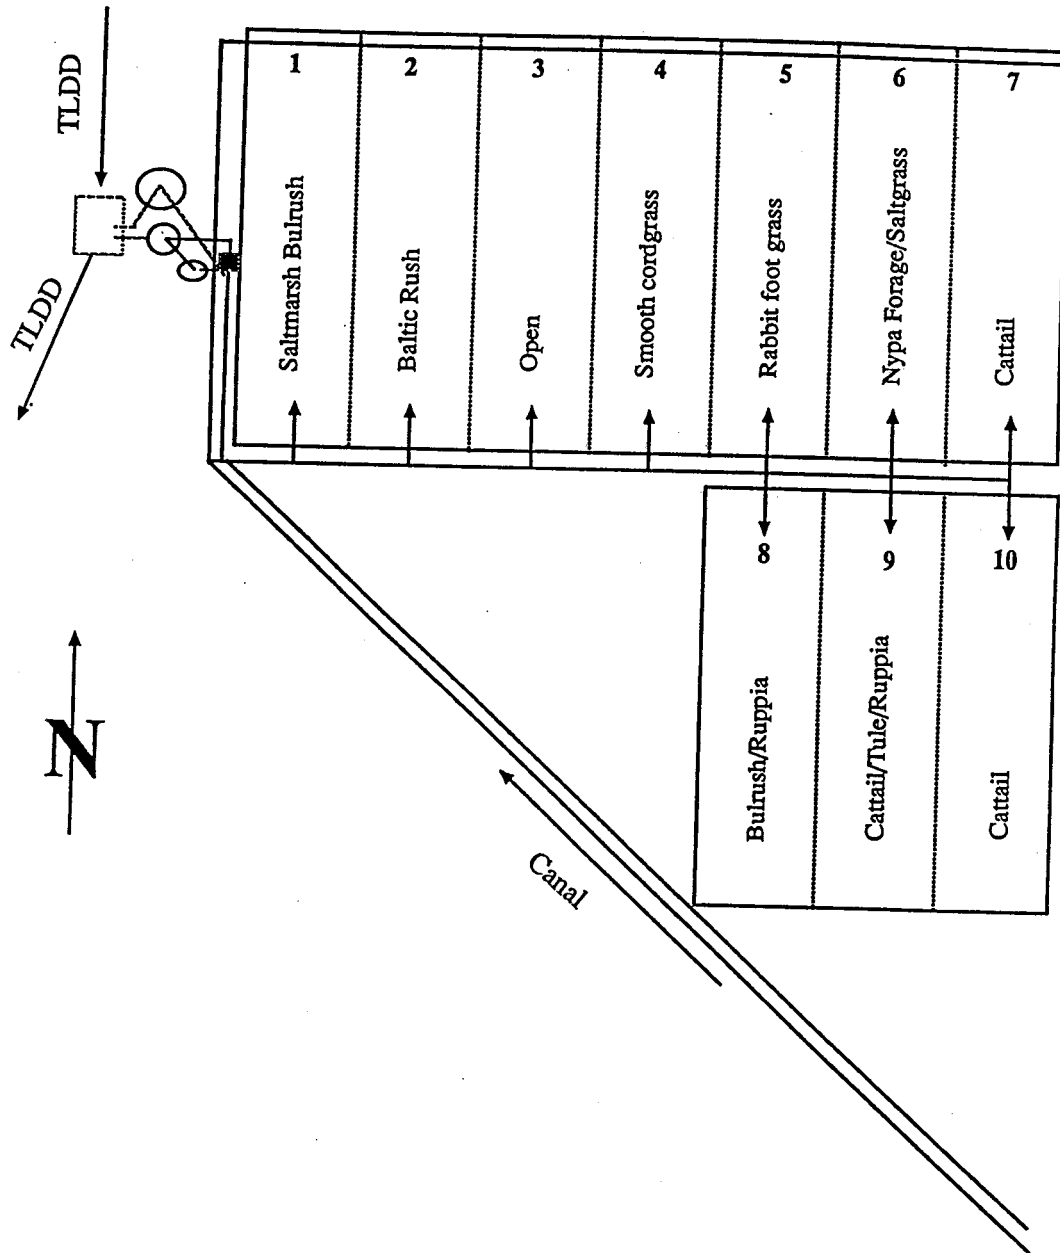 TLDD
TLDD
1
2
3
4
5
6
7
Saltmarsh Bulrush
Baltic Rush
Open
Smooth cordgrass
Rabbit foot grass
Nypa Forage/Saltgrass
Cattail
8
9
10
Bulrush/Ruppia
Cattail/Tule/Ruppia
Cattail
N
Canal